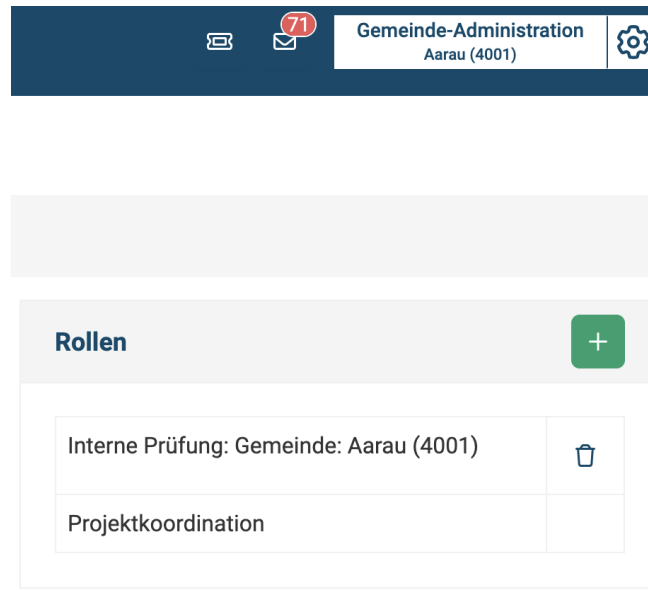 71
Gemeinde-Administration
Aarau (4001)
Rollen
Interne Prüfung: Gemeinde: Aarau (4001)
Projektkoordination